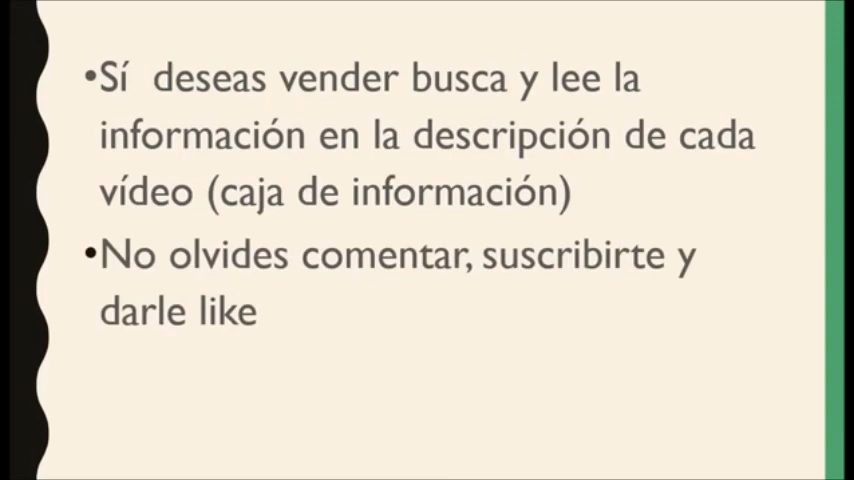 •Sí  deseas vender busca y lee la
información en la descripción de cada
vídeo (caja de información)
•No olvides comentar, suscribirte y
darle like